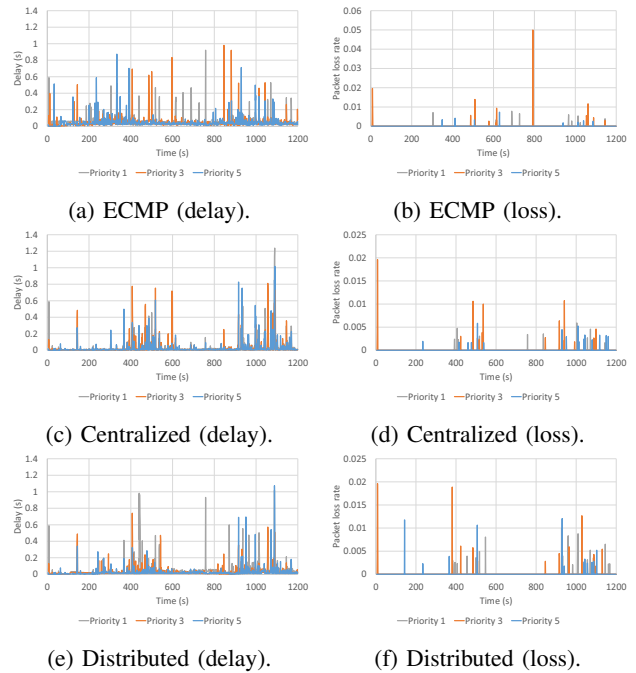 Delay (s)
1.4
1.2
1
0.8
0.6
0.4
0.2
0
0 200 400 600 800 1000 1200
Time (s)
Priority 1 Priority 3 Priority 5
(a) ECMP (delay).
Packet loss rate
0.06
0.05
0.04
0.03
0.02
0.01
0
0 200 400 600 800 1000 1200
Time (s)
Priority 1 Priority 3 Priority 5
(b) ECMP (loss).
Delay (s)
1.4
1.2
1
0.8
0.6
0.4
0.2
0
0 200 400 600 800 1000 1200
Time (s)
Priority 1 Priority 3 Priority 5
(c) Centralized (delay).
Packet loss rate
0.025
0.02
0.015
0.01
0.005
0
0 200 400 600 800 1000 1200
Time (s)
Priority 1 Priority 3 Priority 5
(d) Centralized (loss).
Delay (s)
1.4
1.2
1
0.8
0.6
0.4
0.2
0
0 200 400 600 800 1000 1200
Time (s)
Priority 1 Priority 3 Priority 5
(e) Distributed (delay).
Packet loss rate
0.025
0.02
0.015
0.01
0.005
0
0 200 400 600 800 1000 1200
Time (s)
Priority 1 Priority 3 Priority 5
(f) Distributed (loss).